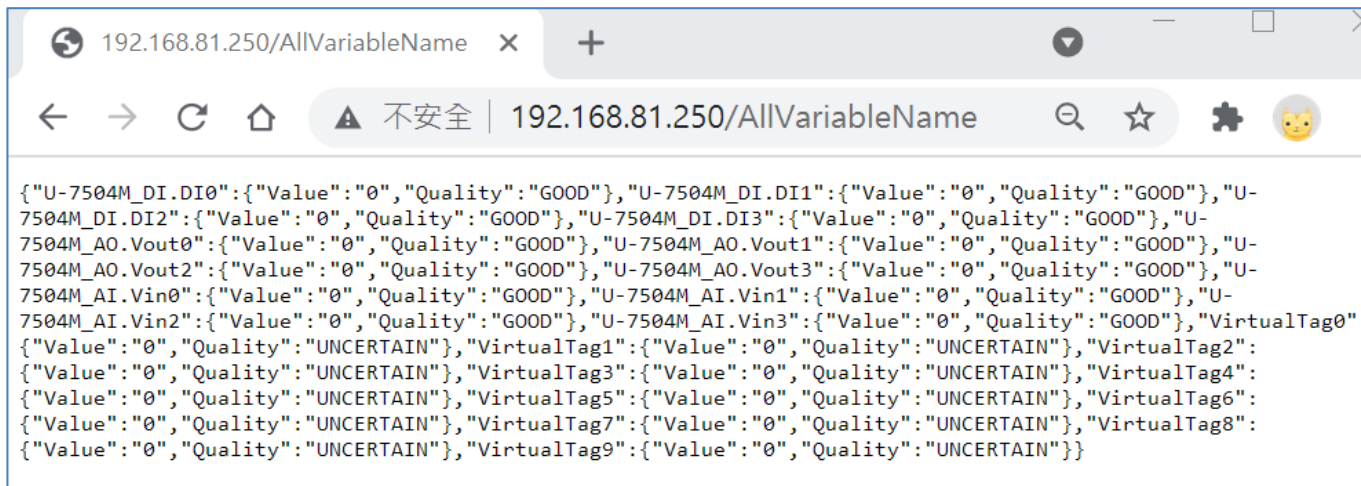 192.168.81.250/AllVariableName
不安全 | 192.168.81.250/AllVariableName
{"U-7504M_DI.DI0":{"Value":"0","Quality":"GOOD"},"U-7504M_DI.DI1":{"Value":"0","Quality":"GOOD"},"U-
7504M_DI.DI2":{"Value":"0","Quality":"GOOD"},"U-7504M_DI.DI3":{"Value":"0","Quality":"GOOD"},"U-
7504M_AO.Vout0":{"Value":"0","Quality":"GOOD"},"U-7504M_AO.Vout1":{"Value":"0","Quality":"GOOD"},"U-
7504M_AO.Vout2":{"Value":"0","Quality":"GOOD"},"U-7504M_AO.Vout3":{"Value":"0","Quality":"GOOD"},"U-
7504M_AI.Vin0":{"Value":"0","Quality":"GOOD"},"U-7504M_AI.Vin1":{"Value":"0","Quality":"GOOD"},"U-
7504M_AI.Vin2":{"Value":"0","Quality":"GOOD"},"U-7504M_AI.Vin3":{"Value":"0","Quality":"GOOD"},"VirtualTag0"
{"Value":"0","Quality":"UNCERTAIN"},"VirtualTag1":{"Value":"0","Quality":"UNCERTAIN"},"VirtualTag2":
{"Value":"0","Quality":"UNCERTAIN"},"VirtualTag3":{"Value":"0","Quality":"UNCERTAIN"},"VirtualTag4":
{"Value":"0","Quality":"UNCERTAIN"},"VirtualTag5":{"Value":"0","Quality":"UNCERTAIN"},"VirtualTag6":
{"Value":"0","Quality":"UNCERTAIN"},"VirtualTag7":{"Value":"0","Quality":"UNCERTAIN"},"VirtualTag8":
{"Value":"0","Quality":"UNCERTAIN"},"VirtualTag9":{"Value":"0","Quality":"UNCERTAIN"}}